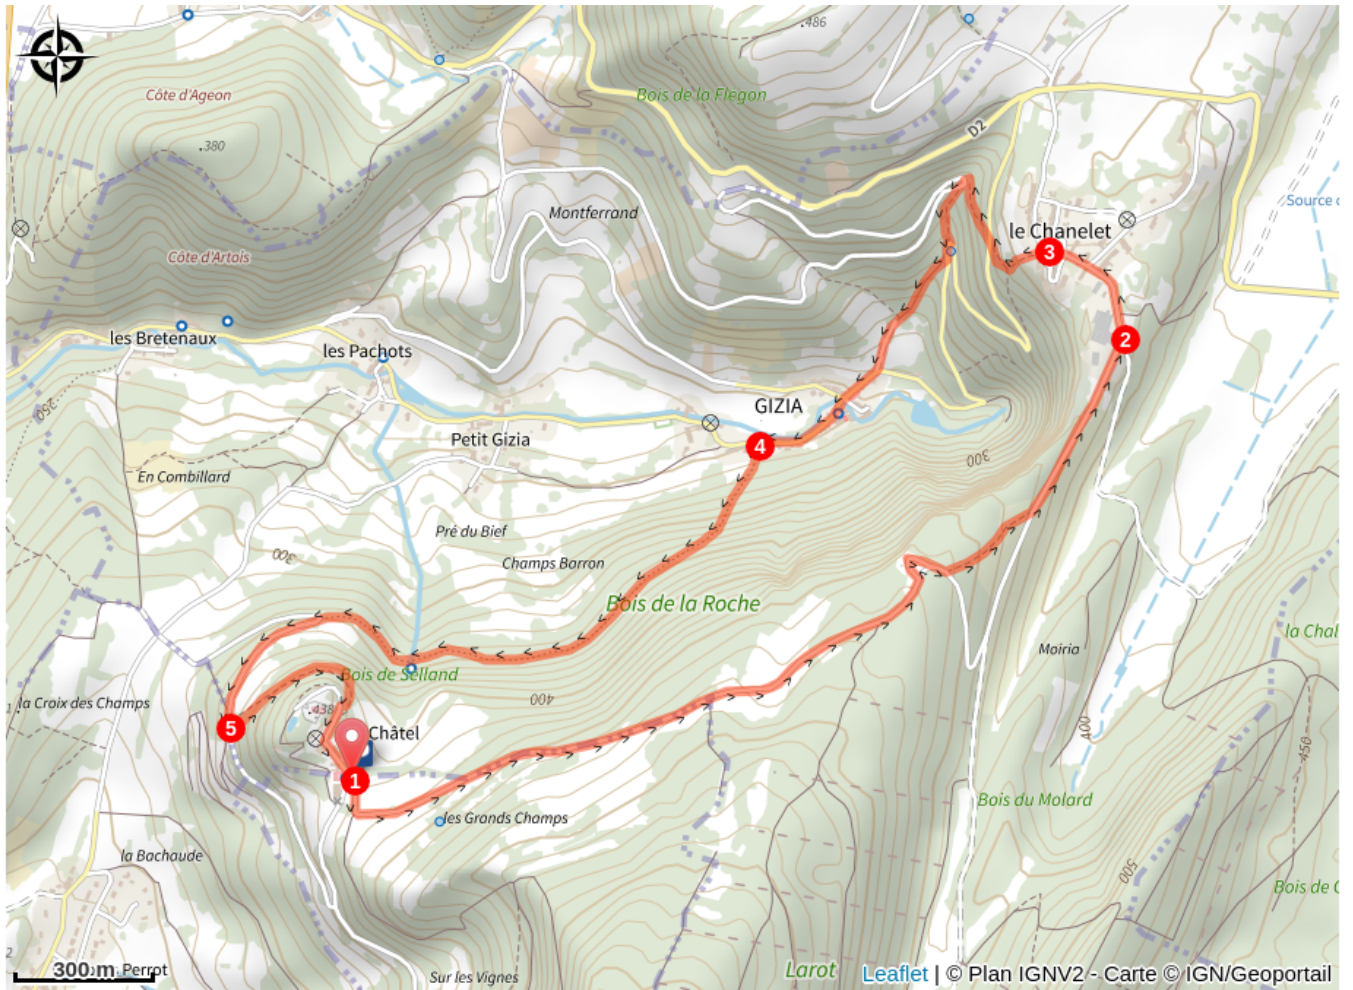 .486
Côte d'Ageon
Bois de la Flegon
D2
.380
Source
Montferrand
le Chanelet
3
Côte d'Artois
les Bretenaux
les Pachots
2
GIZIA
250
Petit Gizia
4
300
En Combillard
Pré du Bief
300
Champs Barron
Bois de la Roche
la Chal
Moiria
Bois de Selland
400
la Croix des Champs
.438
5
Châtel
400
450
1
Bois du Molard
les Grands Champs
la Bachaude
500
Bois de C
2
300 m
Perrot
Sur les Vignes
Larot
Leaflet | © Plan IGNV2 - Carte © IGN/Geoportail